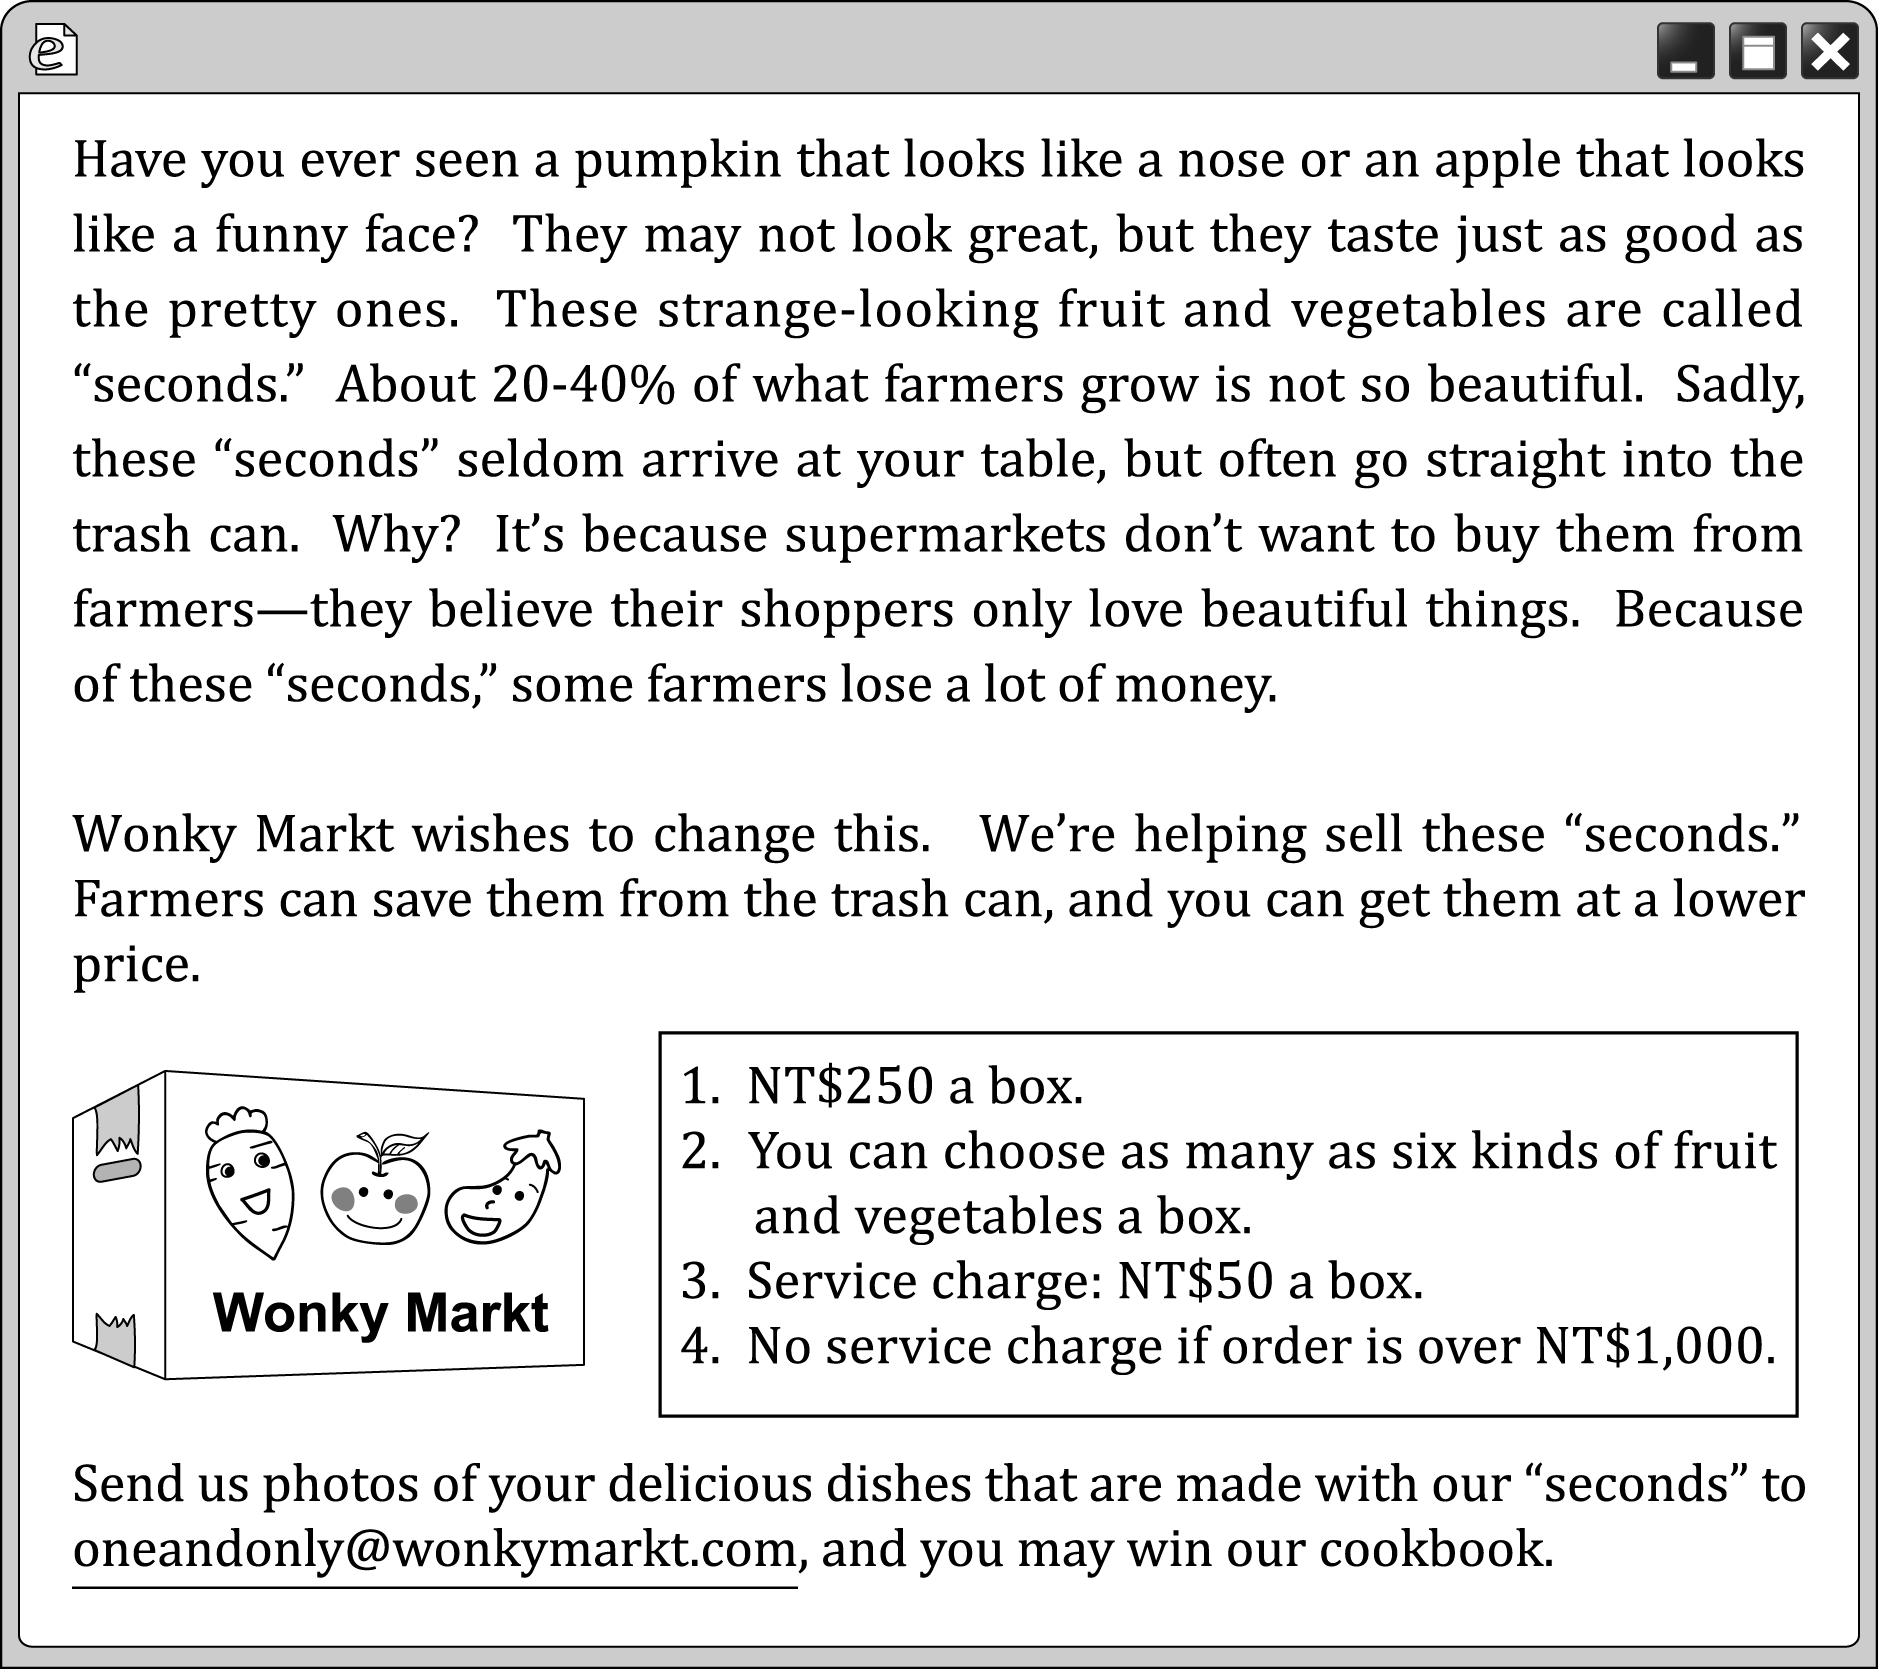 Have you ever seen a pumpkin that looks like a nose or an apple that looks
like a funny face? They may not look great, but they taste just as good as
the pretty ones. These strange-looking fruit and vegetables are called
“seconds.” About 20-40% of what farmers grow is not so beautiful. Sadly,
these “seconds” seldom arrive at your table, but often go straight into the
trash can. Why? It’s because supermarkets don’t want to buy them from
farmers—they believe their shoppers only love beautiful things. Because
of these “seconds,” some farmers lose a lot of money.
Wonky Markt wishes to change this. We’re helping sell these “seconds.”
Farmers can save them from the trash can, and you can get them at a lower
price.
Wonky Markt
1. NT$250 a box.
2. You can choose as many as six kinds of fruit
and vegetables a box.
3. Service charge: NT$50 a box.
4. No service charge if order is over NT$1,000.
Send us photos of your delicious dishes that are made with our “seconds” to
oneandonly@wonkymarkt.com, and you may win our cookbook.